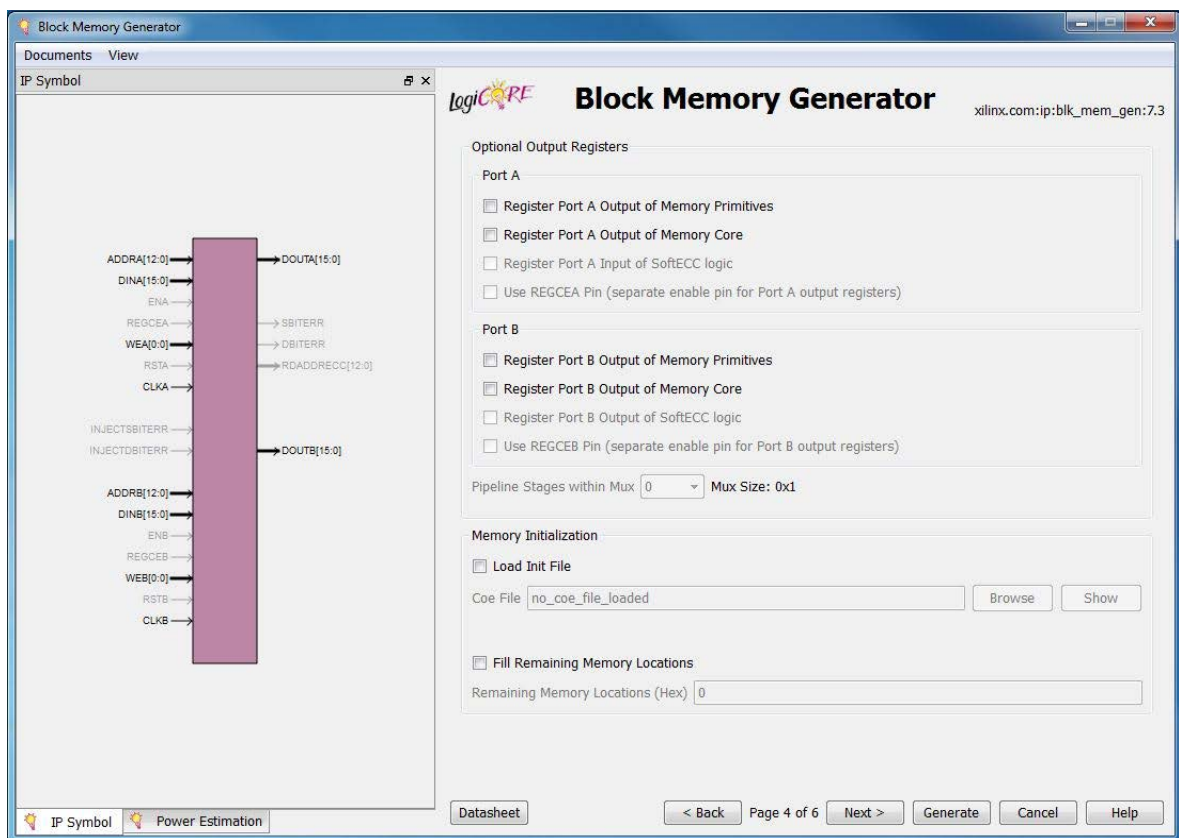 Block Memory Generator
Documents View
IP Symbol
ADDRA[12:0]
DOUTA[15:0]
DINA[15:0]
ENA
REGCEA
SBITERR
WEA[0:0]
DBITERR
RSTA
RDADDRECC[12:0]
CLKA
INJECTSBITERR
INJECTDBITERR
DOUTB[15:0]
ADDRB[12:0]
DINB[15:0]
ENB
REGCEB
WEB[0:0]
RSTB
CLKB
IP Symbol
Power Estimation
LogiCORE
Block Memory Generator
xilinx.com:ip:blk_mem_gen:7.3
Optional Output Registers
Port A
Register Port A Output of Memory Primitives
Register Port A Output of Memory Core
Register Port A Input of SoftECC logic
Use REGCEA Pin (separate enable pin for Port A output registers)
Port B
Register Port B Output of Memory Primitives
Register Port B Output of Memory Core
Register Port B Output of SoftECC logic
Use REGCEB Pin (separate enable pin for Port B output registers)
Pipeline Stages within Mux 0 Mux Size: 0x1
Memory Initialization
Load Init File
Coe File no_coe_file_loaded Browse Show
Fill Remaining Memory Locations
Remaining Memory Locations (Hex) 0
Datasheet < Back Page 4 of 6 Next > Generate Cancel Help